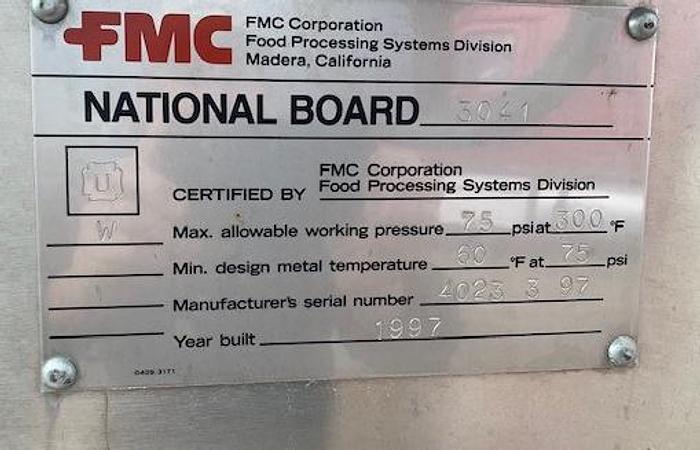 FMC FMC Corporation
Food Processing Systems Division
Madera, California
NATIONAL BOARD 3041
U
CERTIFIED BY FMC Corporation
Food Processing Systems Division
W
Max. allowable working pressure 75 psi at 300 °F
Min. design metal temperature 60 °F at 75 psi
Manufacturer's serial number 4023 3 97
Year built 1997
0409.3171